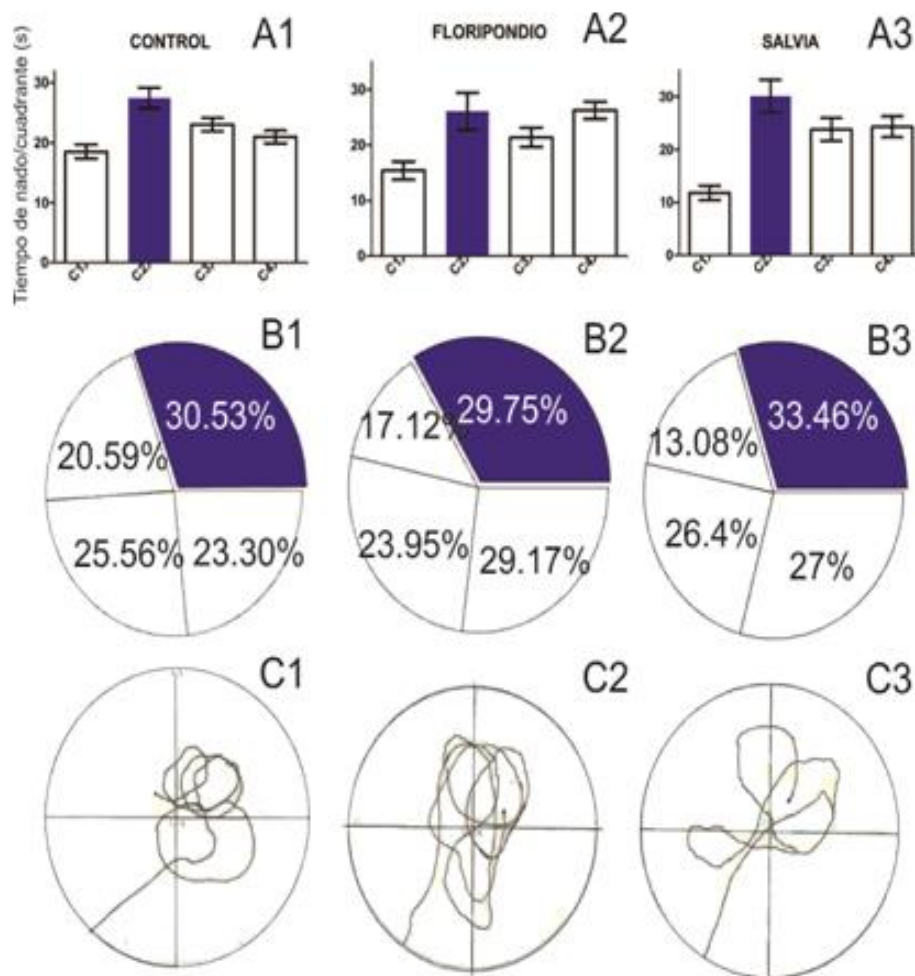 CONTROL A1
FLORIPONDIO A2
SALVIA A3
Tiempo de nado/cuadrante (s)
30
20
10
0
C1.
C2.
C3.
C4.
30
20
10
0
C1.
C2.
C3.
C4.
30
20
10
0
C1.
C2.
C3.
C4.
B1
30.53%
20.59%
25.56%
23.30%
B2
29.75%
17.12%
23.95%
29.17%
B3
33.46%
13.08%
26.4%
27%
C1
C2
C3